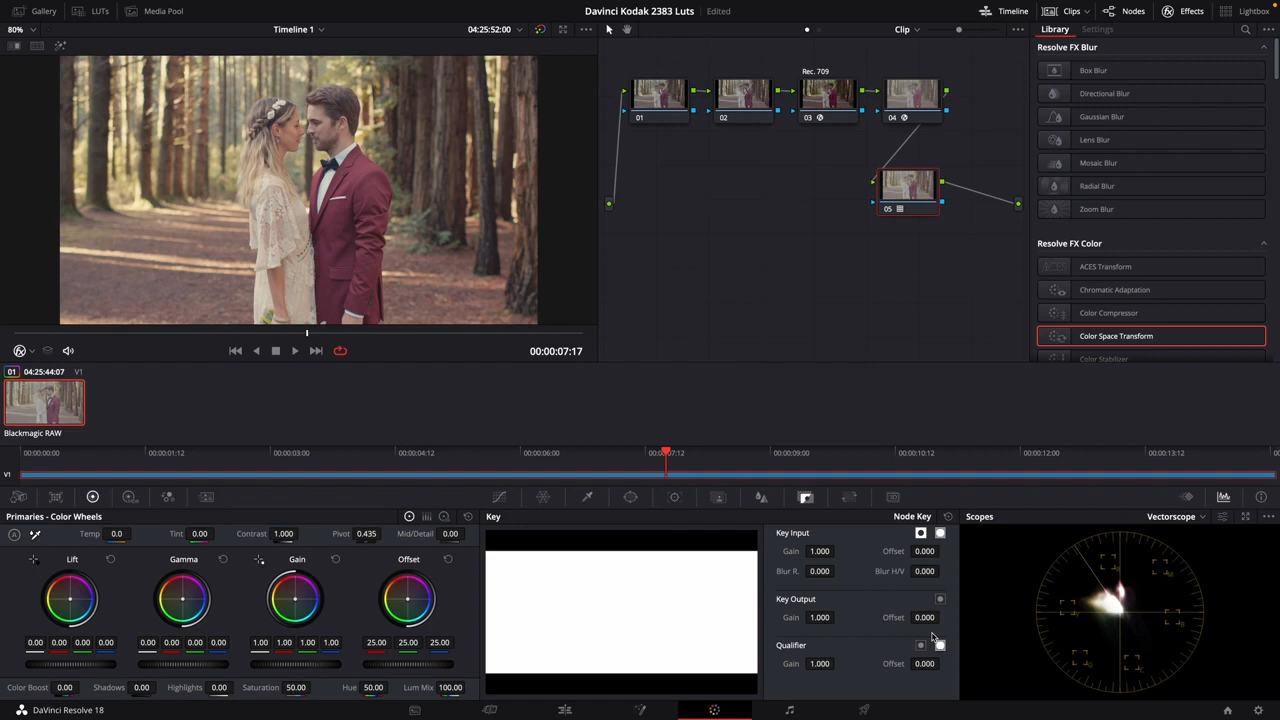 Gallery LUTs Media Pool Davinci Kodak 2383 Luts Edited Timeline Clips Nodes Effects Lightbox
80% Timeline 1 04:25:52:00 Clip Library Settings
Resolve FX Blur
Box Blur
Directional Blur
Gaussian Blur
Lens Blur
Mosaic Blur
Radial Blur
Zoom Blur
Resolve FX Color
ACES Transform
Chromatic Adaptation
Color Compressor
Color Space Transform
Color Stabilizer
Rec. 709
01 02 03 04
05
00:00:07:17
01 04:25:44:07 V1
Blackmagic RAW
00:00:00:00 00:00:01:12 00:00:03:00 00:00:04:12 00:00:06:00 00:00:07:12 00:00:09:00 00:00:10:12 00:00:12:00 00:00:13:12
V1
Primaries - Color Wheels
Temp 0.0 Tint 0.00 Contrast 1.000 Pivot 0.435 Mid/Detail 0.00
Lift Gamma Gain Offset
0.00 0.00 0.00 0.00 0.00 0.00 0.00 0.00 1.00 1.00 1.00 1.00 25.00 25.00 25.00
Color Boost 0.00 Shadows 0.00 Highlights 0.00 Saturation 50.00 Hue 50.00 Lum Mix 100.00
Key Node Key
Key Input
Gain 1.000 Offset 0.000
Blur R. 0.000 Blur H/V 0.000
Key Output
Gain 1.000 Offset 0.000
Qualifier
Gain 1.000 Offset 0.000
Scopes Vectorscope
DaVinci Resolve 18